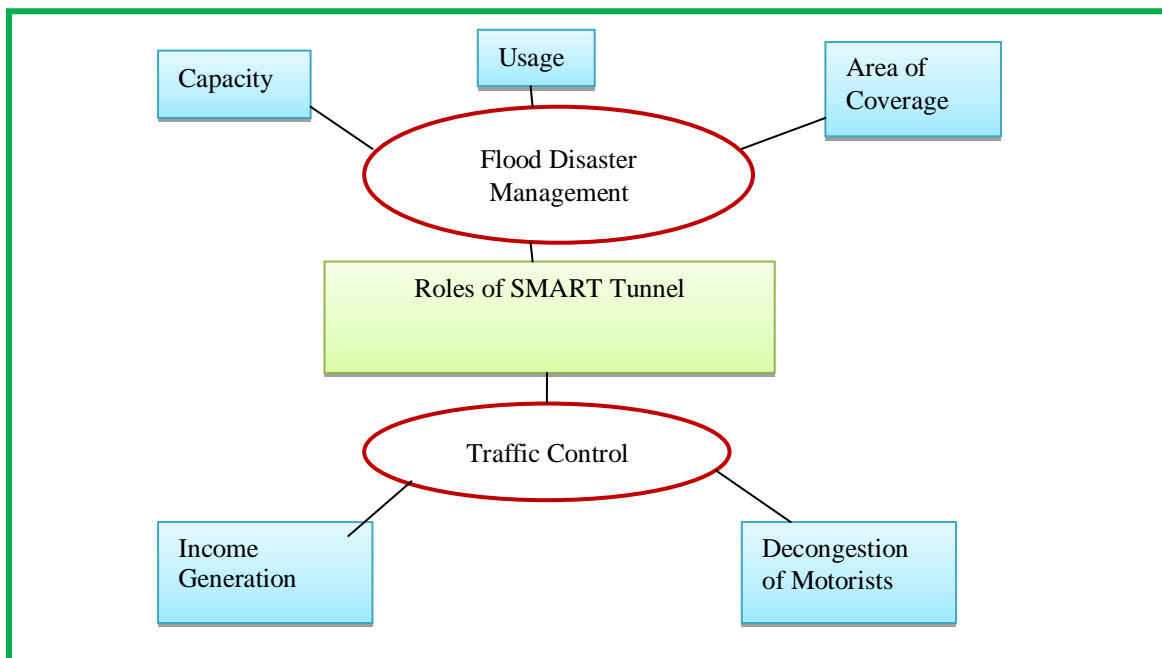 Usage
Capacity
Area of
Coverage
Flood Disaster
Management
Roles of SMART Tunnel
Traffic Control
Income
Generation
Decongestion
of Motorists